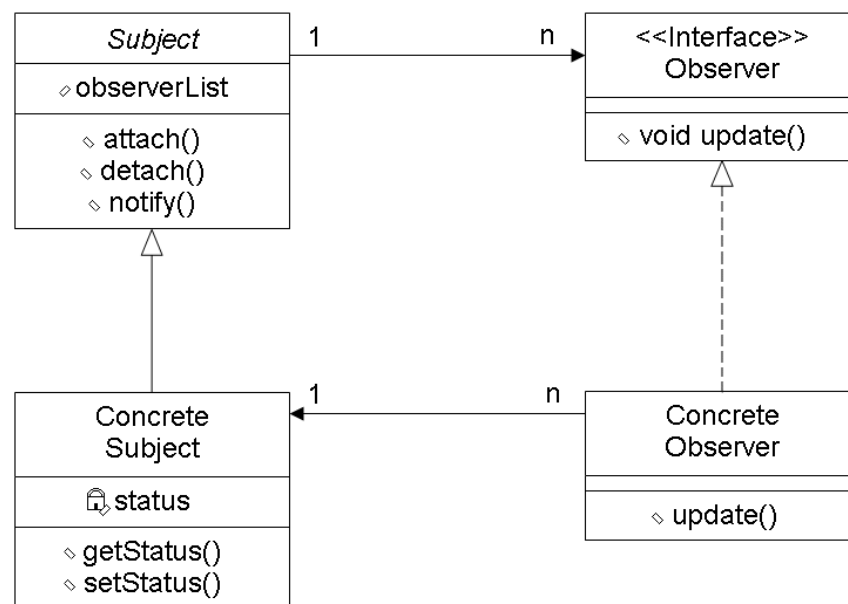 Subject
observerList
attach()
detach()
notify()
1
n
<<Interface>>
Observer
void update()
Concrete
Subject
status
getStatus()
setStatus()
1
n
Concrete
Observer
update()